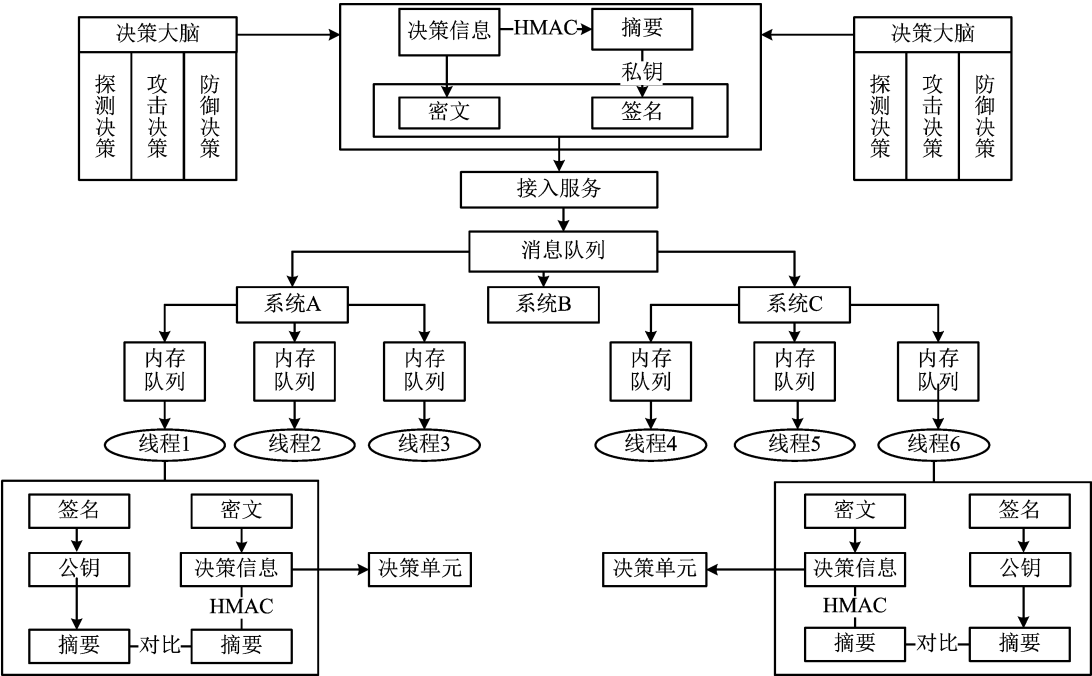 决策大脑
探测决策
攻击决策
防御决策
决策信息
HMAC
摘要
私钥
密文
签名
决策大脑
探测决策
攻击决策
防御决策
接入服务
消息队列
系统A
系统B
系统C
内存
队列
内存
队列
内存
队列
内存
队列
内存
队列
内存
队列
线程1
线程2
线程3
线程4
线程5
线程6
签名
密文
公钥
决策信息
决策单元
HMAC
摘要
对比
摘要
密文
签名
决策单元
决策信息
公钥
HMAC
摘要
对比
摘要